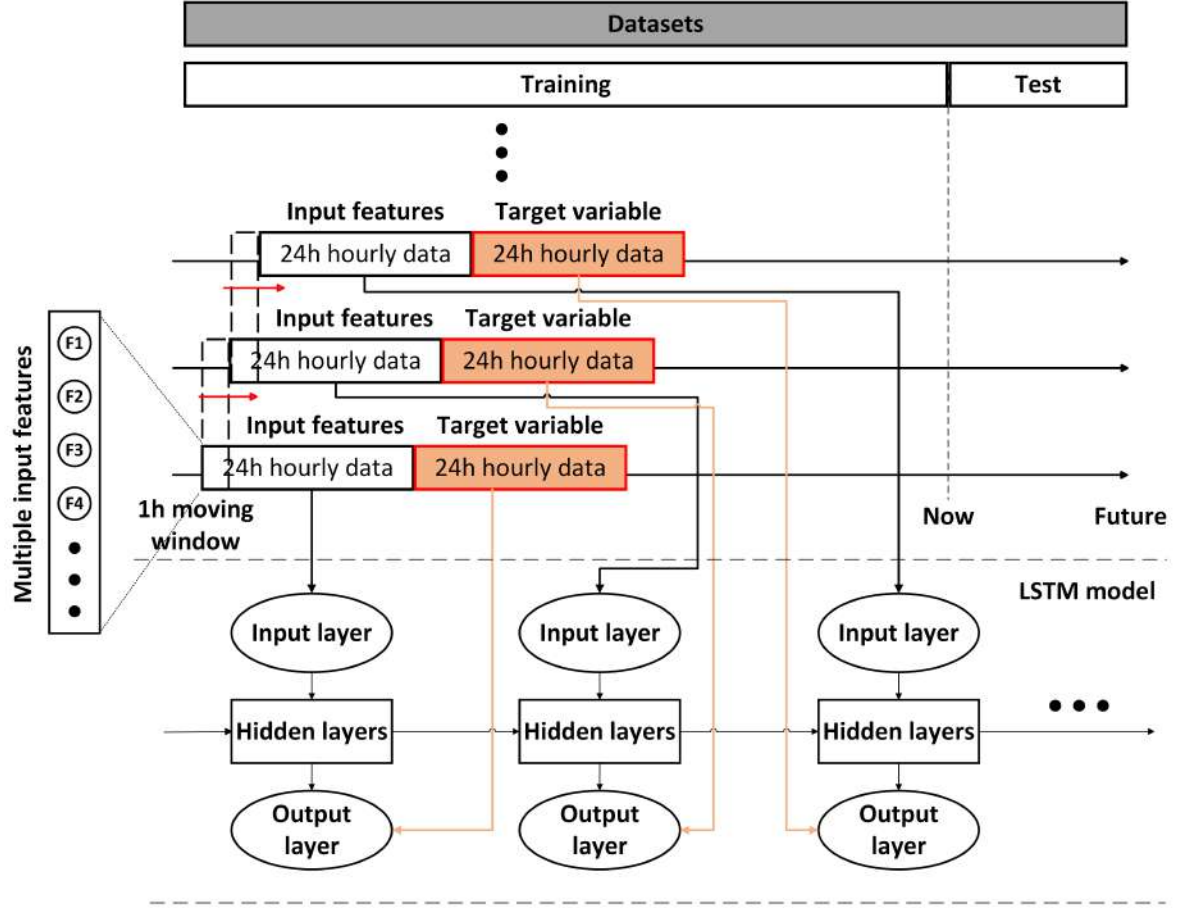 Datasets
Training
Test
Input features
Target variable
24h hourly data
24h hourly data
Input features
Target variable
24h hourly data
24h hourly data
Input features
Target variable
24h hourly data
24h hourly data
Multiple input features
F1
F2
F3
F4
1h moving
window
Now
Future
LSTM model
Input layer
Input layer
Input layer
Hidden layers
Hidden layers
Hidden layers
Output
layer
Output
layer
Output
layer